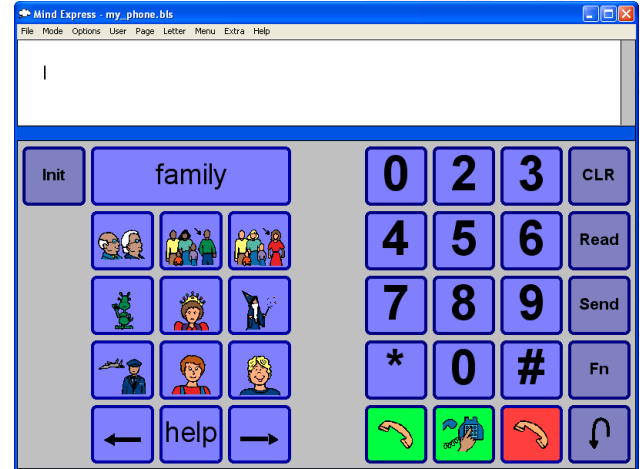 Mind Express - my_phone.bls
File Mode Options User Page Letter Menu Extra Help
Init family 0 2 3 CLR
4 5 6 Read
7 8 9 Send
* 0 # Fn
help